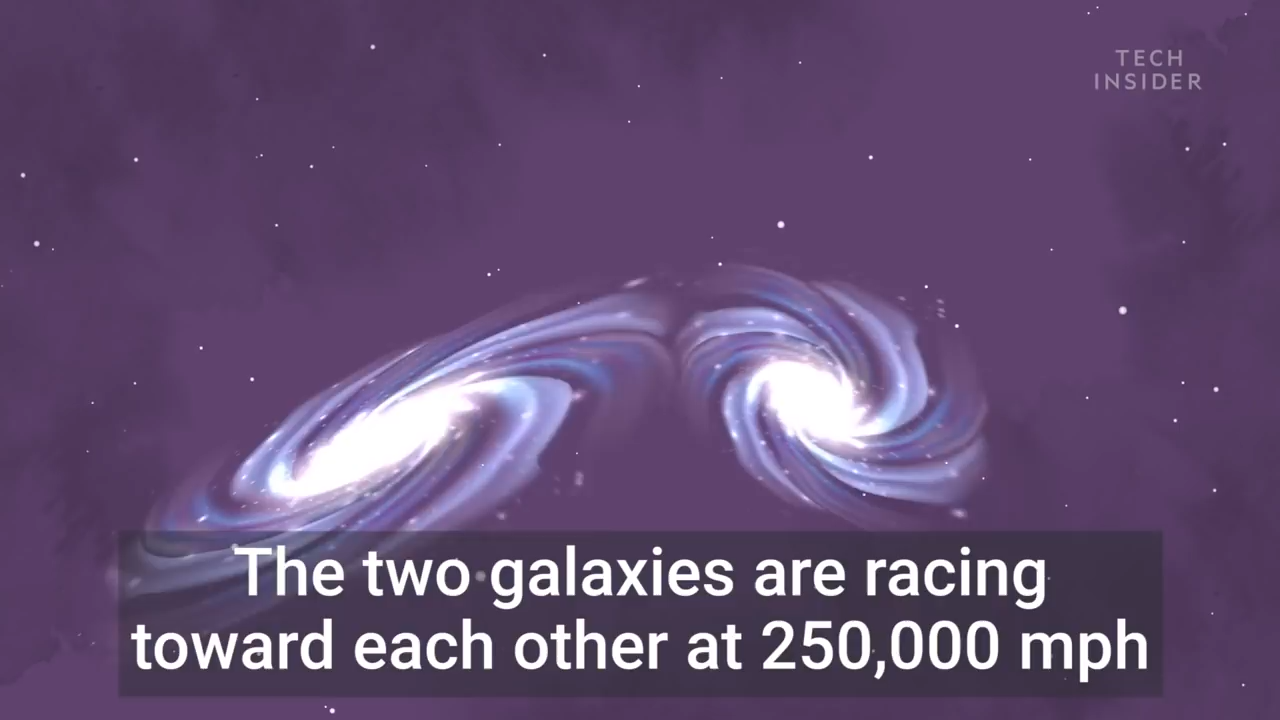 TECH
INSIDER
The two galaxies are racing
toward each other at 250,000 mph